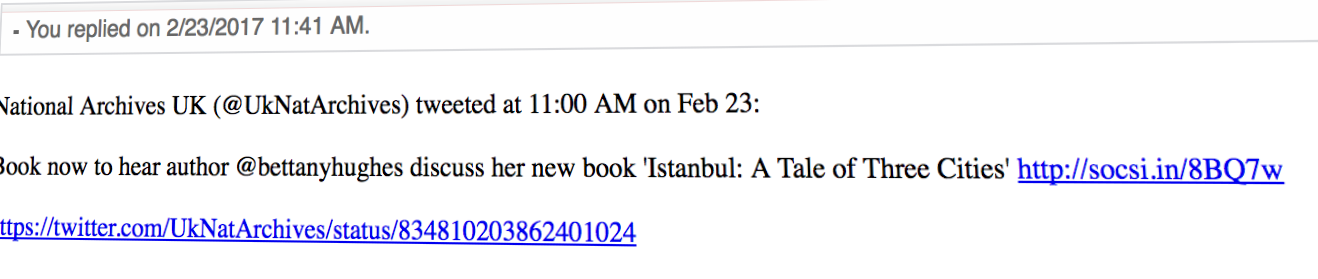 - You replied on 2/23/2017 11:41 AM.
National Archives UK (@UkNatArchives) tweeted at 11:00 AM on Feb 23:
Book now to hear author @bettanyhughes discuss her new book 'Istanbul: A Tale of Three Cities' http://socsi.in/8BQ7w
ttps://twitter.com/UkNatArchives/status/834810203862401024